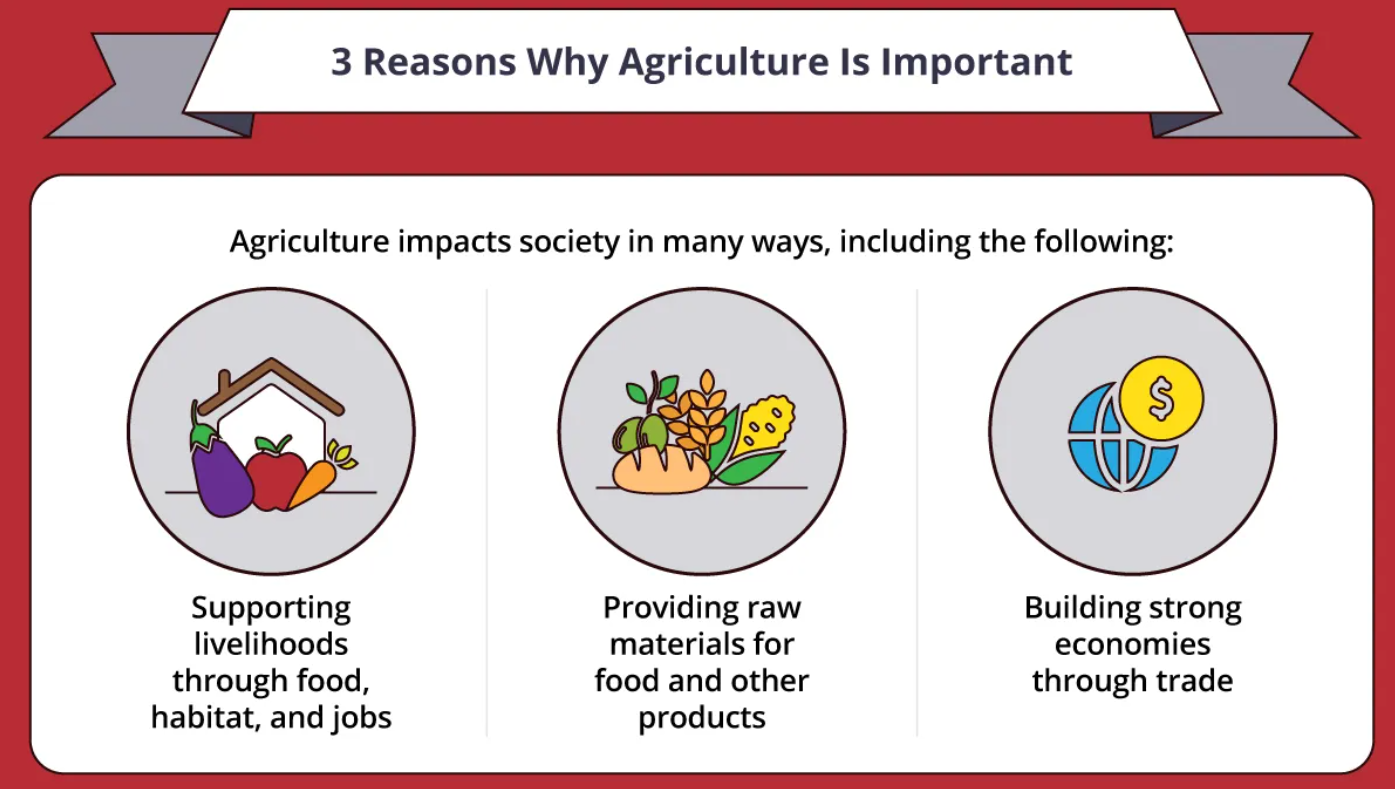 3 Reasons Why Agriculture Is Important
Agriculture impacts society in many ways, including the following:
Supporting
livelihoods
through food,
habitat, and jobs
Providing raw
materials for
food and other
products
$
Building strong
economies
through trade